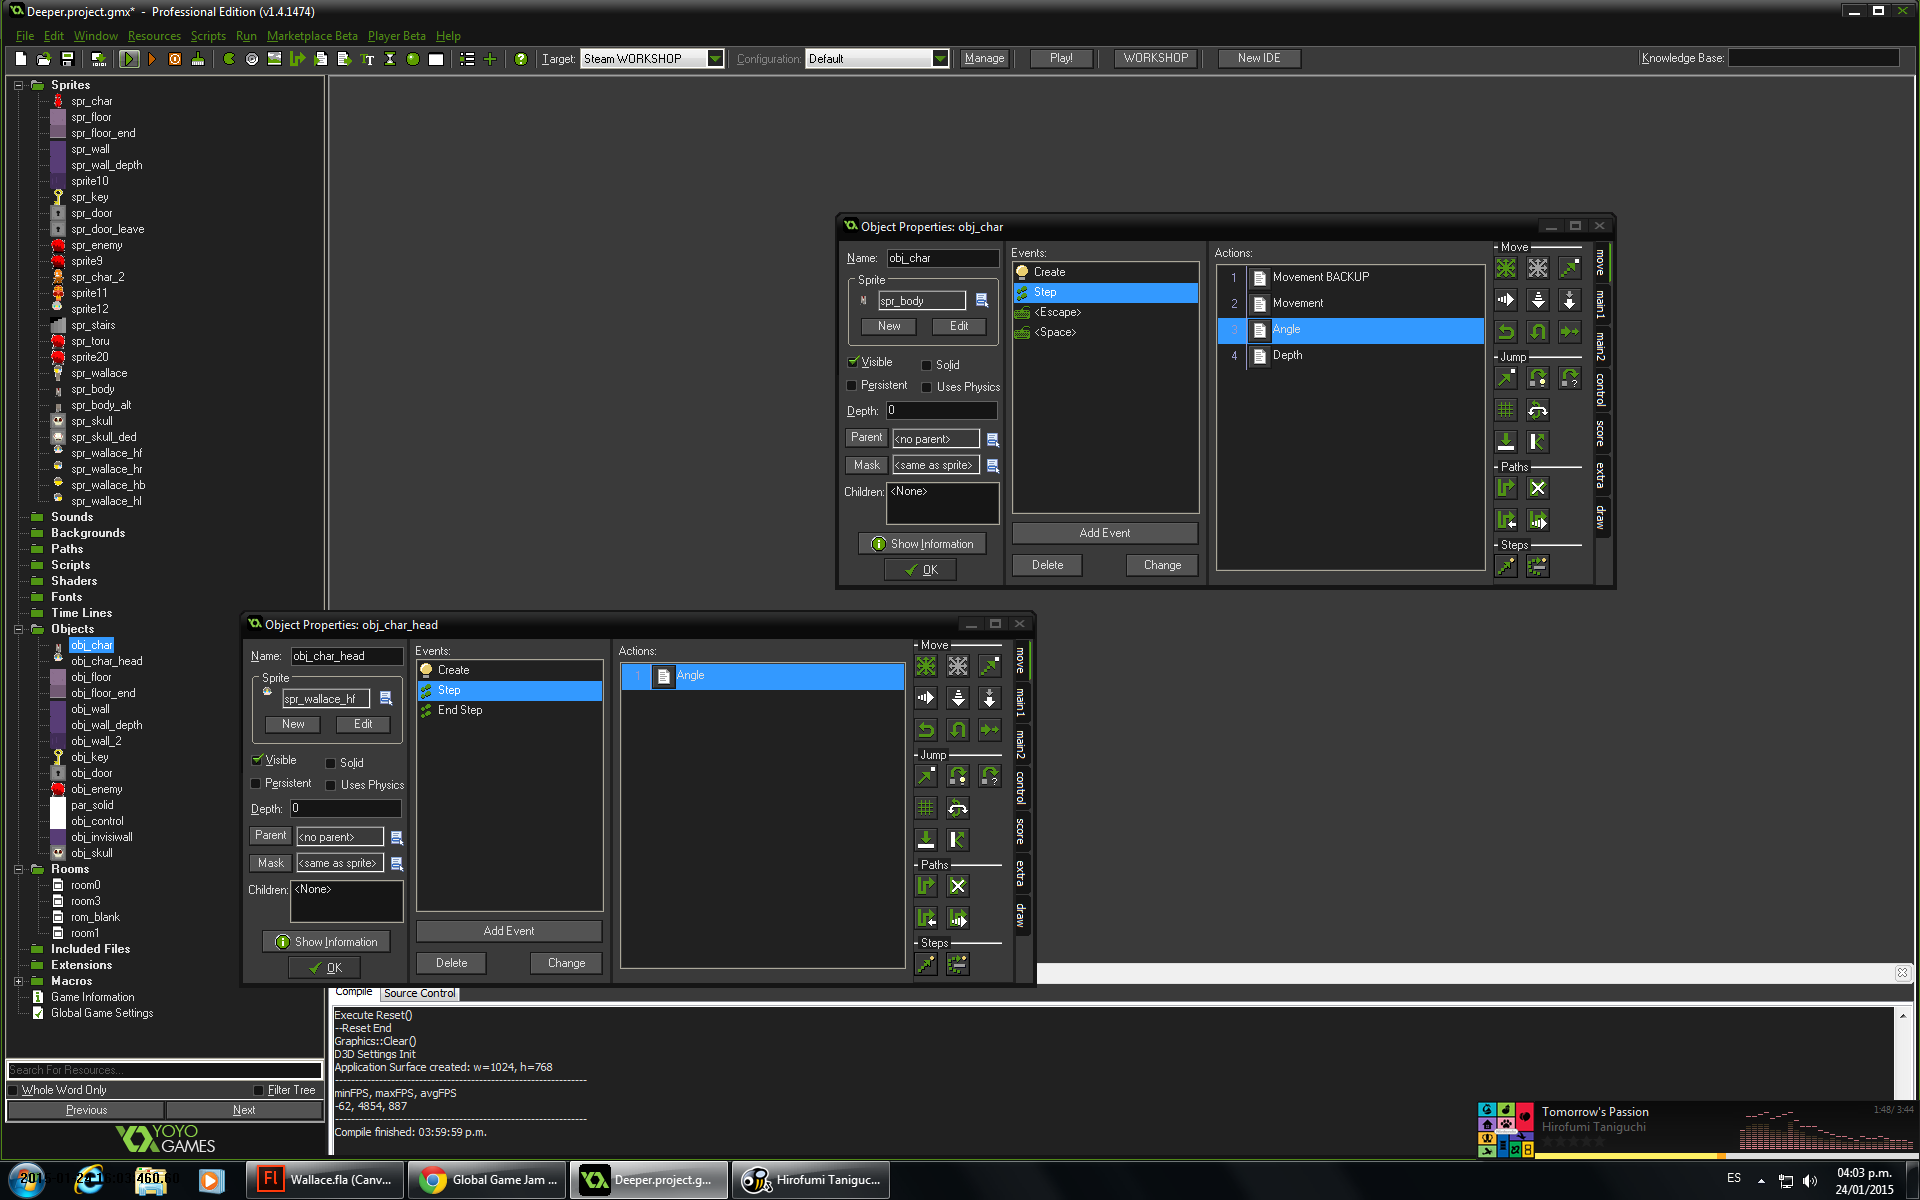 Deeper.project.gmx* - Professional Edition (v1.4.1474)
File Edit Window Resources Scripts Run Marketplace Beta Player Beta Help
Target: Steam WORKSHOP Configuration: Default Manage Play! WORKSHOP New IDE Knowledge Base:
Sprites
spr_char
spr_floor
spr_floor_end
spr_wall
spr_wall_depth
sprite10
spr_key
spr_door
spr_door_leave
spr_enemy
sprite9
spr_char_2
sprite11
sprite12
spr_stairs
spr_toru
sprite20
spr_wallace
spr_body
spr_body_alt
spr_skull
spr_skull_ded
spr_wallace_hf
spr_wallace_hr
spr_wallace_hb
spr_wallace_hl
Sounds
Backgrounds
Paths
Scripts
Shaders
Fonts
Time Lines
Objects
obj_char
obj_char_head
obj_floor
obj_floor_end
obj_wall
obj_wall_depth
obj_wall_2
obj_key
obj_door
obj_enemy
par_solid
obj_control
obj_invisiwall
obj_skull
Rooms
room0
room3
rom_blank
room1
Included Files
Extensions
Macros
Game Information
Global Game Settings
Search For Resources...
Whole Word Only Filter Tree
Previous Next
YOYO GAMES
Object Properties: obj_char
Name: obj_char
Sprite
spr_body
New Edit
Visible Solid
Persistent Uses Physics
Depth: 0
Parent <no parent>
Mask <same as sprite>
Children: <None>
Show Information
OK
Events:
Create
Step
<Escape>
<Space>
Add Event
Delete Change
Actions:
1 Movement BACKUP
2 Movement
3 Angle
4 Depth
Move
Jump
Paths
Steps
move
main1
main2
control
score
extra
draw
Object Properties: obj_char_head
Name: obj_char_head
Sprite
spr_wallace_hf
New Edit
Visible Solid
Persistent Uses Physics
Depth: 0
Parent <no parent>
Mask <same as sprite>
Children: <None>
Show Information
OK
Events:
Create
Step
End Step
Add Event
Delete Change
Actions:
1 Angle
Move
Jump
Paths
Steps
move
main1
main2
control
score
extra
draw
Compile Source Control
Execute Reset()
--Reset End
Graphics::Clear()
D3D Settings Init
Application Surface created: w=1024, h=768
minFPS, maxFPS, avgFPS
-62, 4854, 887
Compile finished: 03:59:59 p.m.
Tomorrow's Passion 1:48/ 3:44
Hirofumi Taniguchi
Wallace.fla (Canv...
Global Game Jam ...
Deeper.project.g...
Hirofumi Taniguc...
ES
04:03 p.m.
24/01/2015